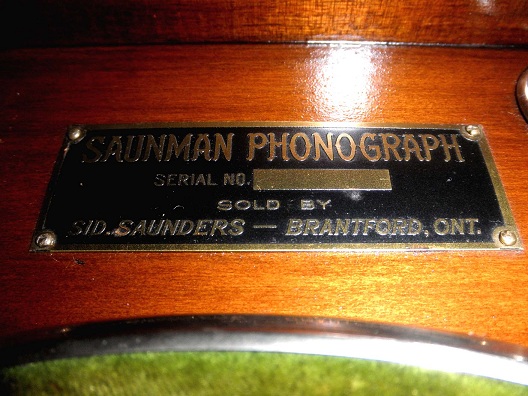 SAUNMAN PHONOGRAPH
SERIAL NO.
SOLD BY
SID. SAUNDERS — BRANTFORD, ONT.